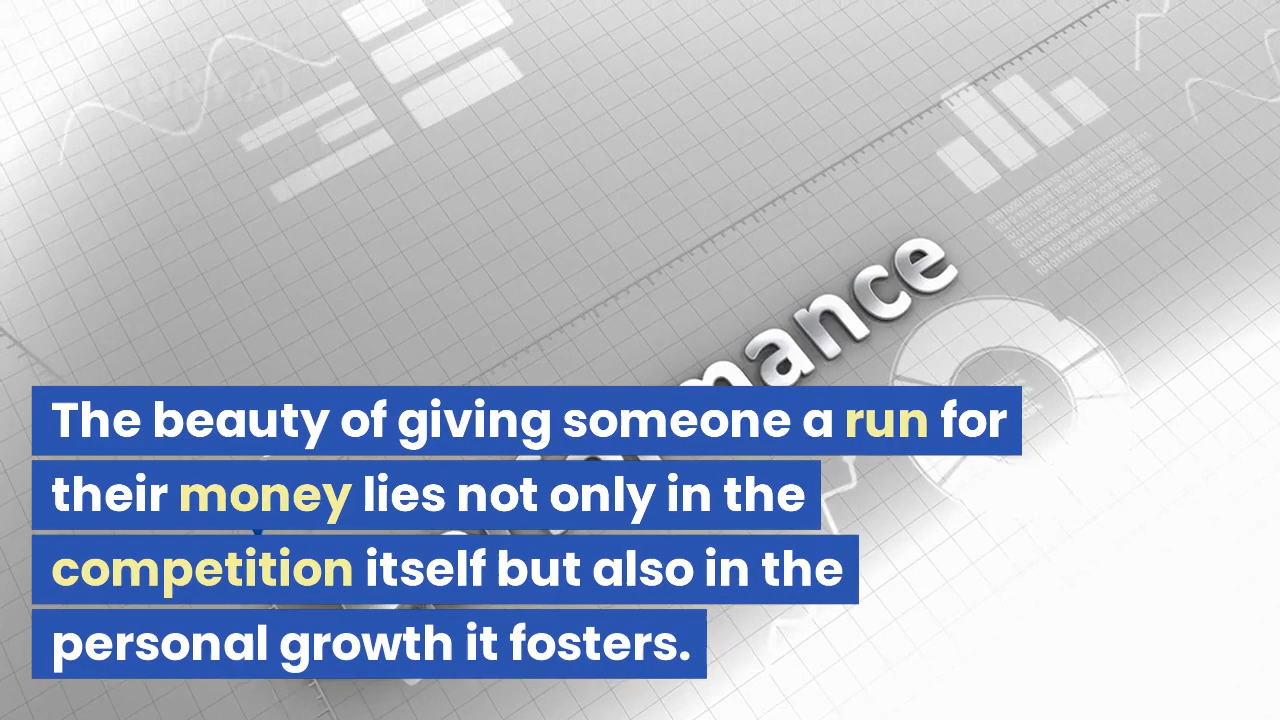 mance
The beauty of giving someone a run for
their money lies not only in the
competition itself but also in the
personal growth it fosters.